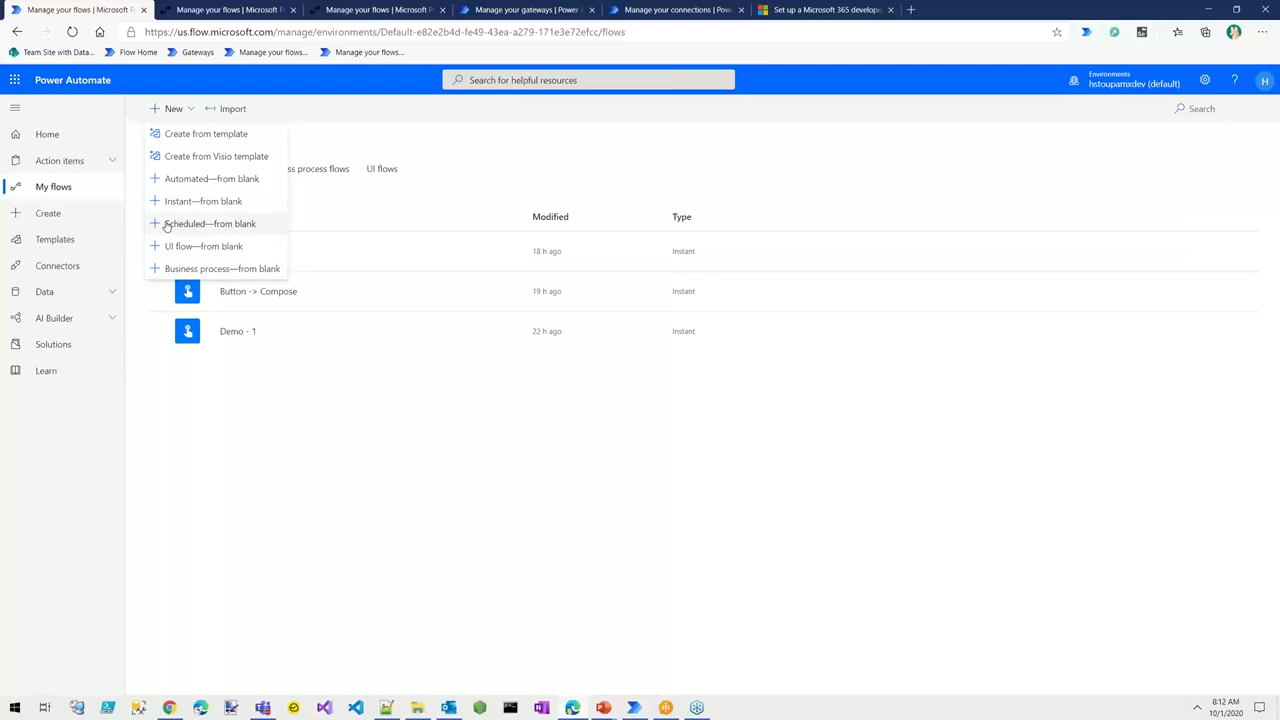 Manage your flows | Microsoft P
Manage your flows | Microsoft P
Manage your flows | Microsoft P
Manage your gateways | Power A
Manage your connections | Pow
Set up a Microsoft 365 develope
https://us.flow.microsoft.com/manage/environments/Default-e82e2b4d-fe49-43ea-a279-171e3e72efcc/flows
Team Site with Data...
Flow Home
Gateways
Manage your flows...
Manage your flows...
Power Automate
Search for helpful resources
Environments
hstoupamxdev (default)
H
New
Import
Search
Home
Action items
My flows
Create
Templates
Connectors
Data
AI Builder
Solutions
Learn
Create from template
Create from Visio template
Automated—from blank
Instant—from blank
Scheduled—from blank
UI flow—from blank
Business process—from blank
ss process flows
UI flows
Modified
Type
18 h ago
Instant
Button -> Compose
19 h ago
Instant
Demo - 1
22 h ago
Instant
8:12 AM
10/1/2020